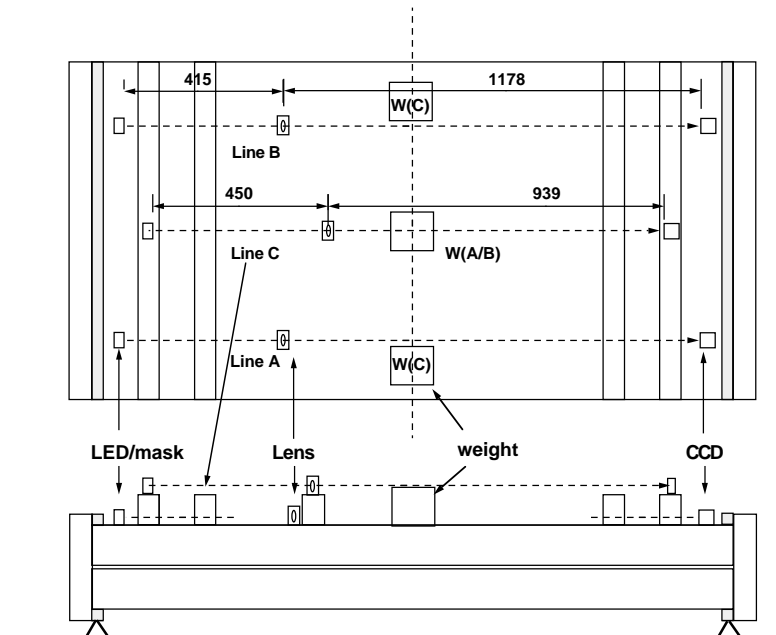 415
1178
W(C)
Line B
450
939
Line C
W(A/B)
Line A
W(C)
LED/mask
Lens
weight
CCD